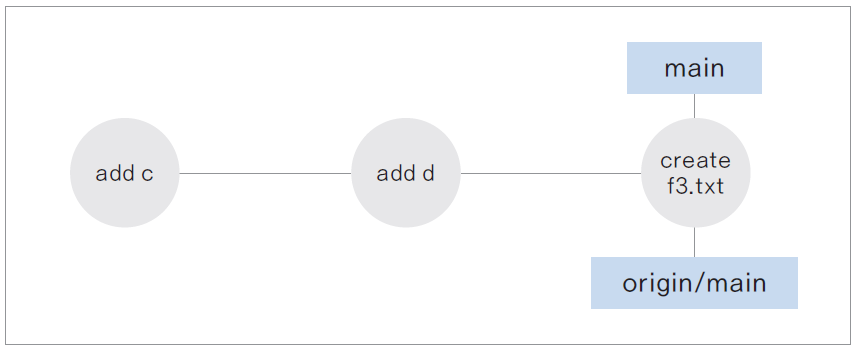 main
add c
add d
create
f3.txt
origin/main